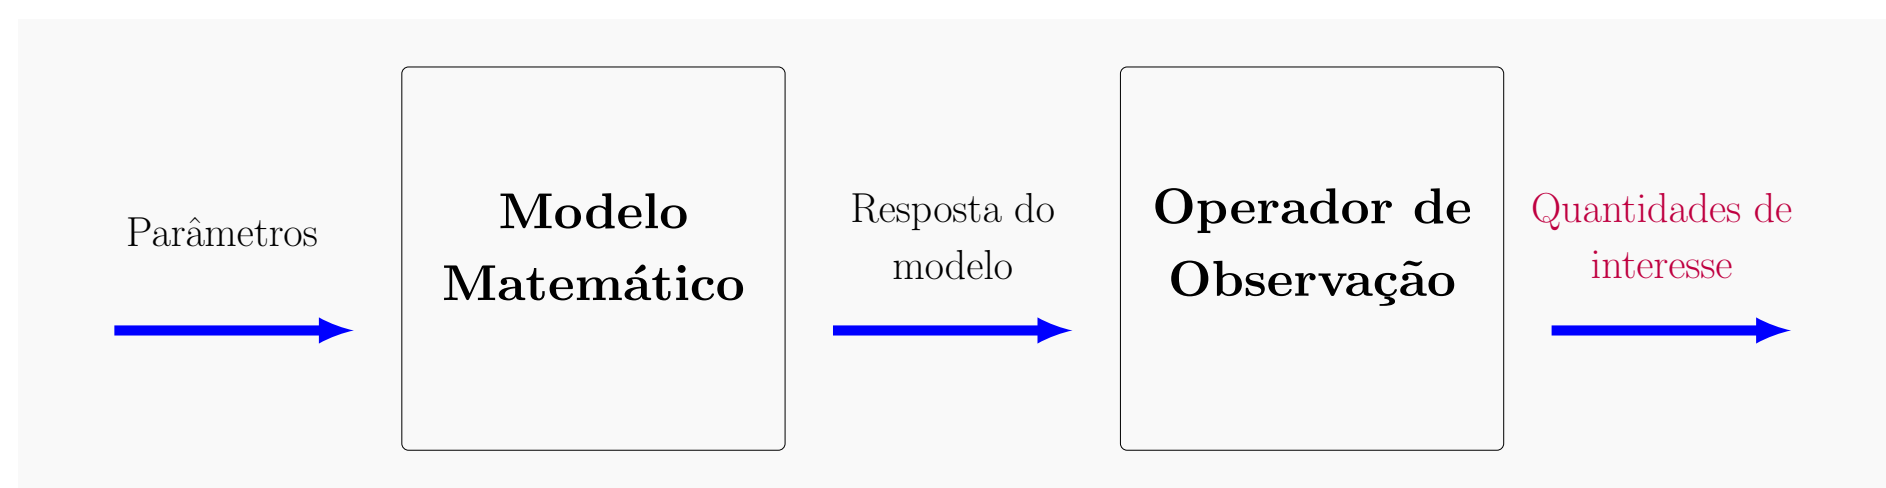 Parâmetros
Modelo
Matemático
Resposta do
modelo
Operador de
Observação
Quantidades de
interesse